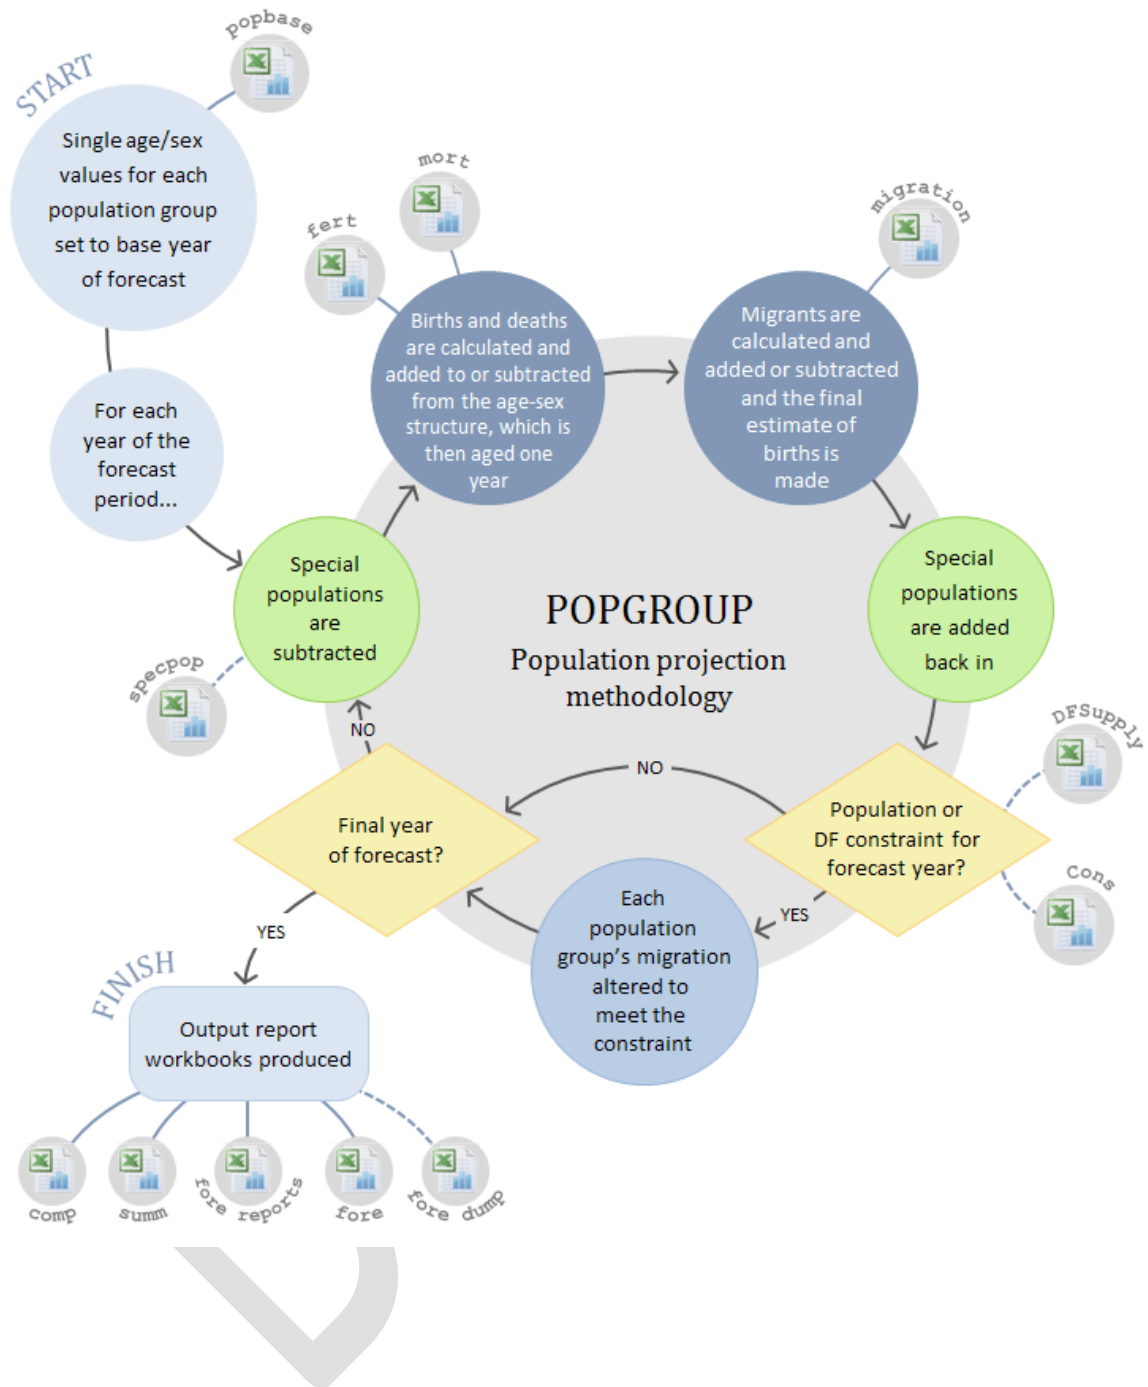 popbase
START
Single age/sex
values for each
population group
set to base year
of forecast
mort
fert
migration
Births and deaths
are calculated and
added to or subtracted
from the age-sex
structure, which is
then aged one
year
Migrants are
calculated and
added or subtracted
and the final
estimate of
births is
made
For each
year of the
forecast
period...
Special
populations
are
subtracted
POPGROUP
Population projection
methodology
Special
populations
are added
back in
specpop
DFSupply
NO
NO
Final year
of forecast?
Population or
DF constraint for
forecast year?
Cons
YES
YES
Each
population
group's migration
altered to
meet the
constraint
FINISH
Output report
workbooks produced
comp
summ
fore reports
fore
fore dump